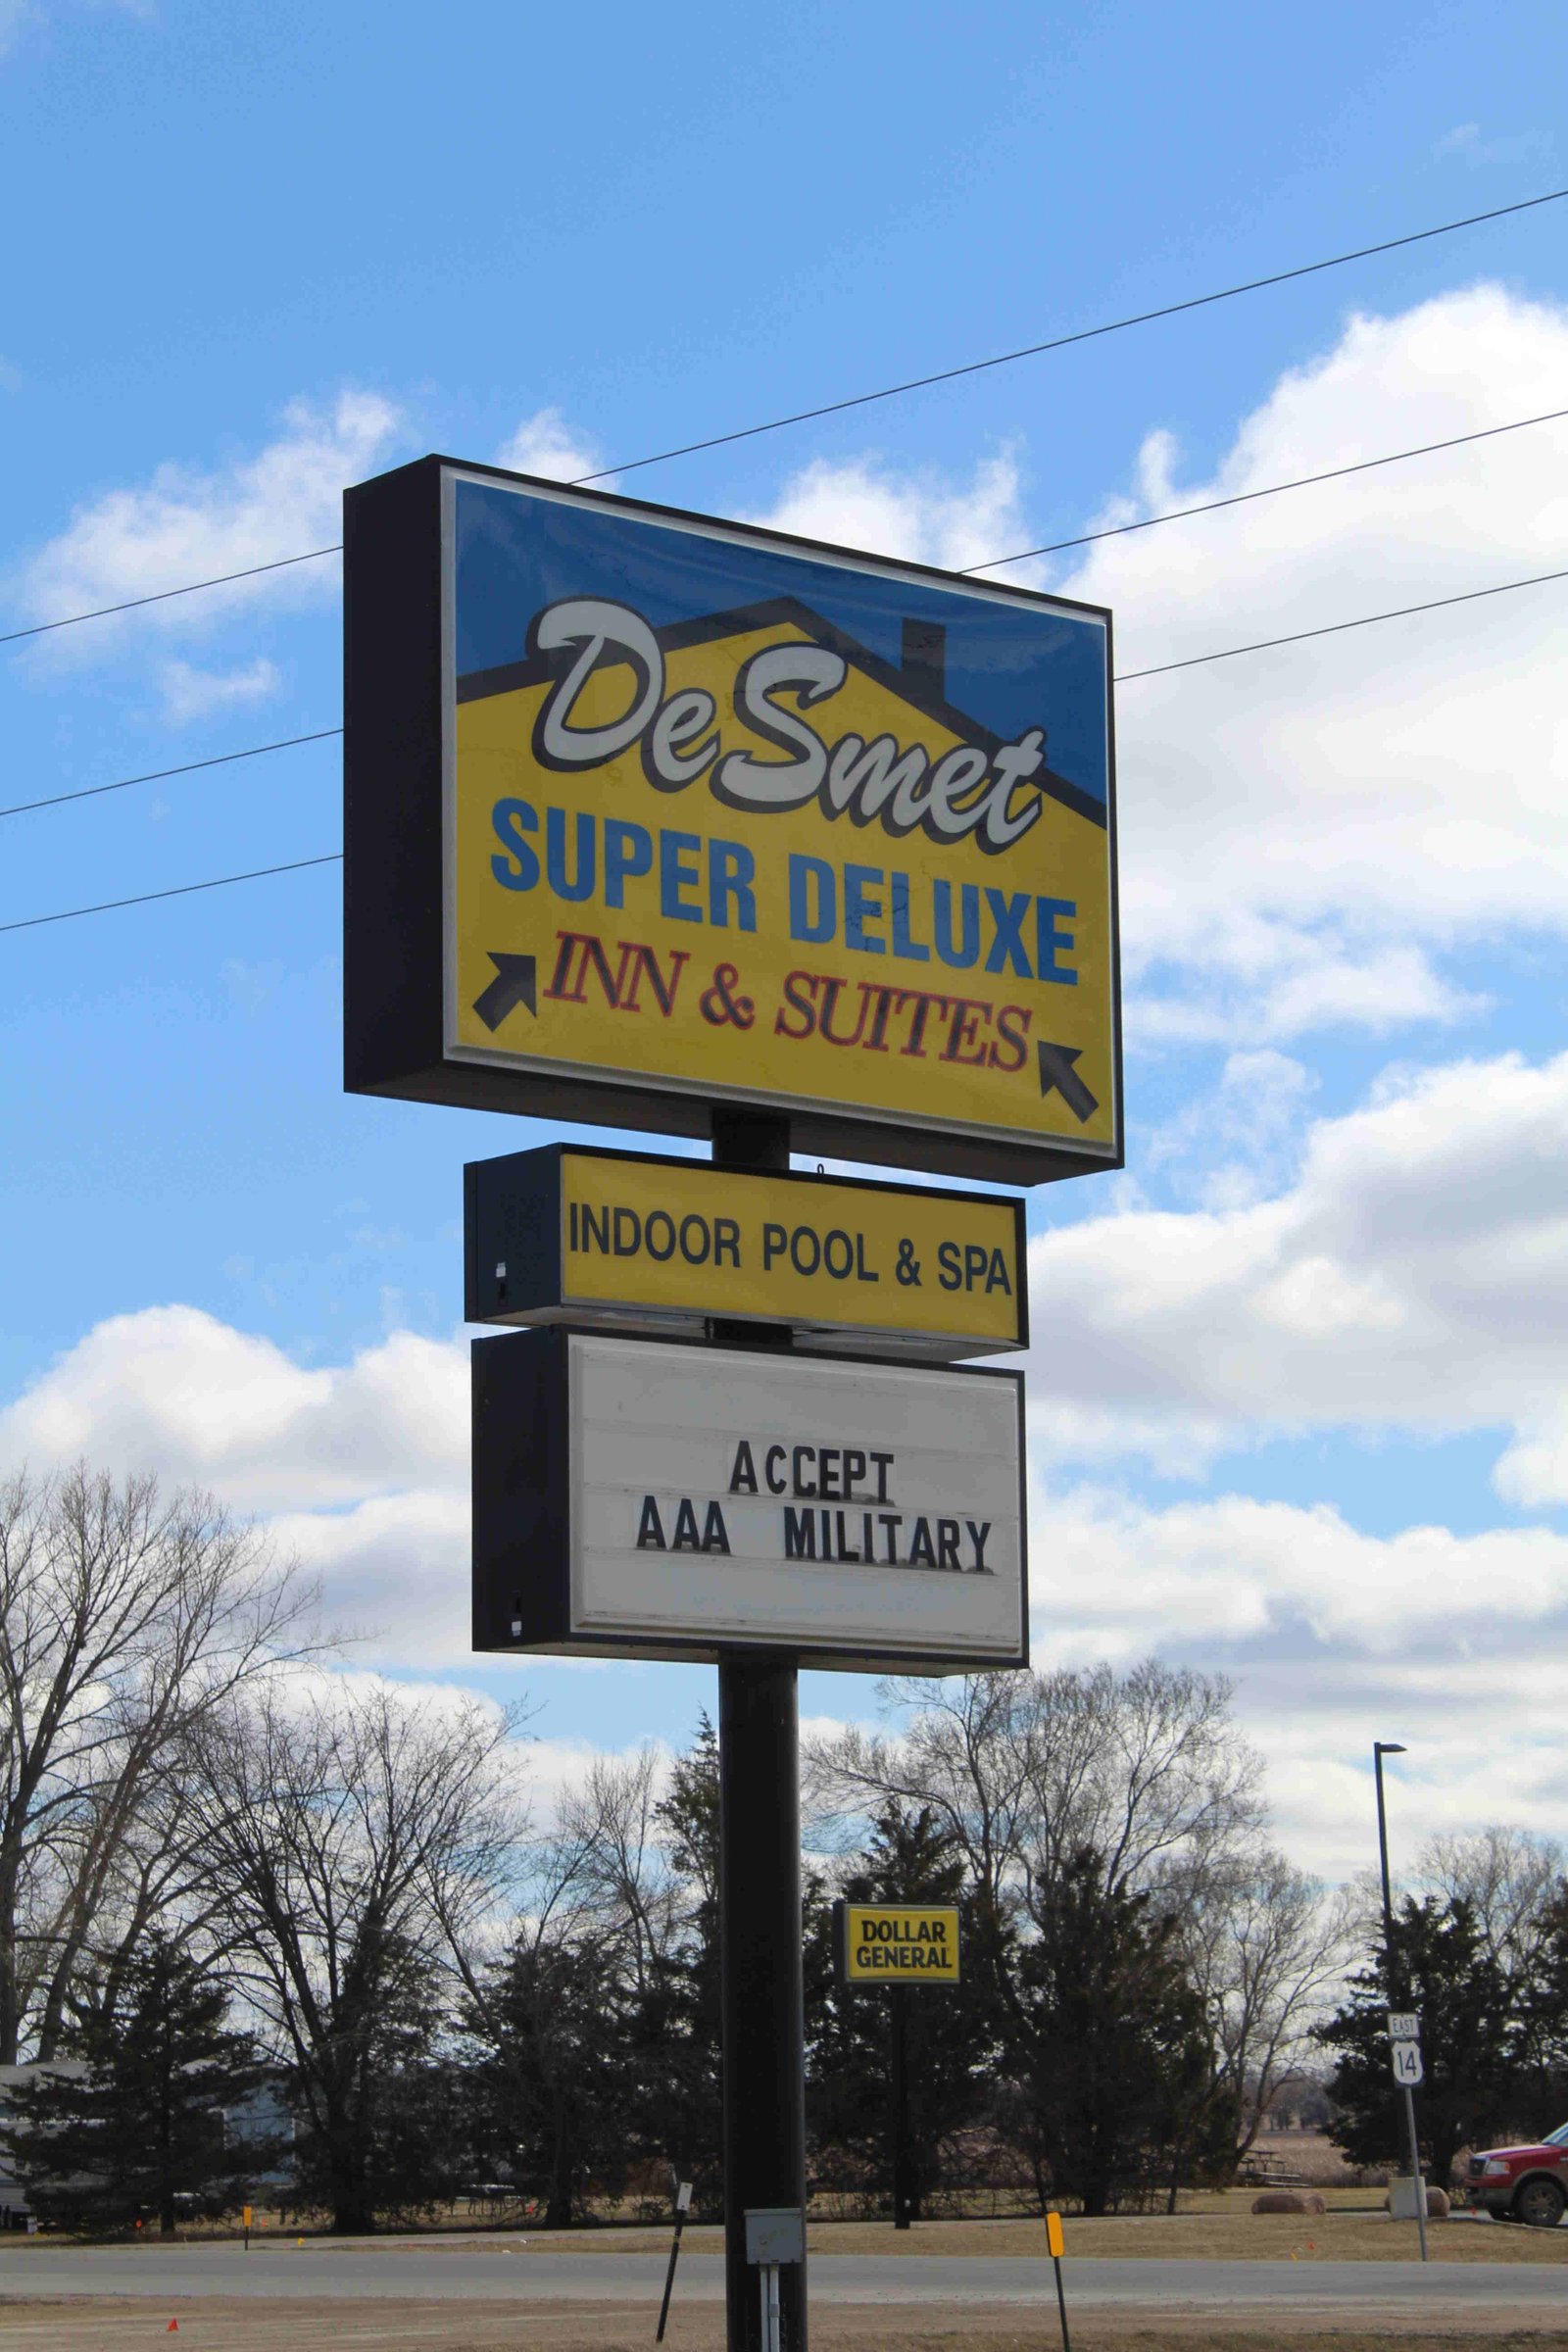 DeSmet
SUPER DELUXE
INN & SUITES
INDOOR POOL & SPA
ACCEPT
AAA MILITARY
DOLLAR
GENERAL
EAST
14